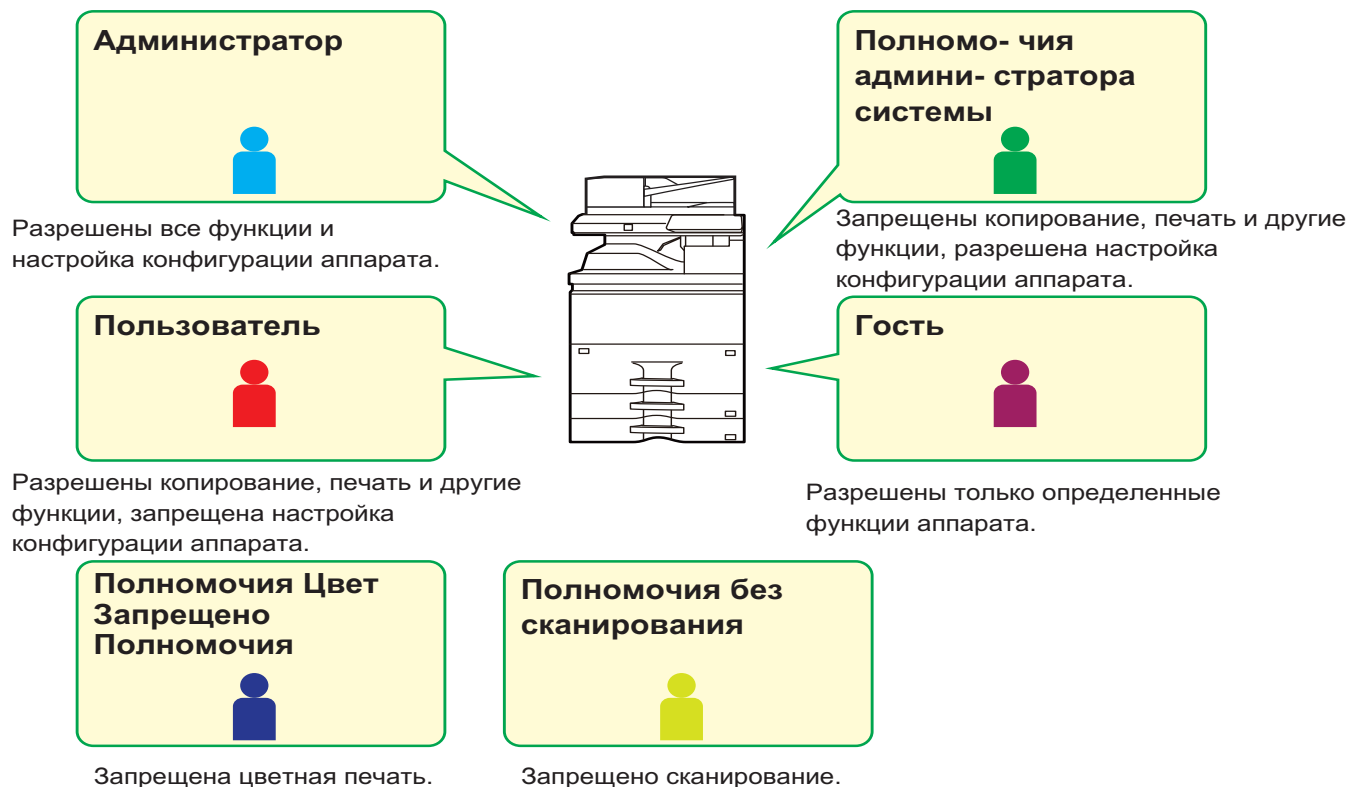 Администратор
Разрешены все функции и
настройка конфигурации аппарата.
Полномо- чия
админи- стратора
системы
Запрещены копирование, печать и другие
функции, разрешена настройка
конфигурации аппарата.
Пользователь
Разрешены копирование, печать и другие
функции, запрещена настройка
конфигурации аппарата.
Гость
Разрешены только определенные
функции аппарата.
Полномочия Цвет
Запрещено
Полномочия
Запрещена цветная печать.
Полномочия без
сканирования
Запрещено сканирование.